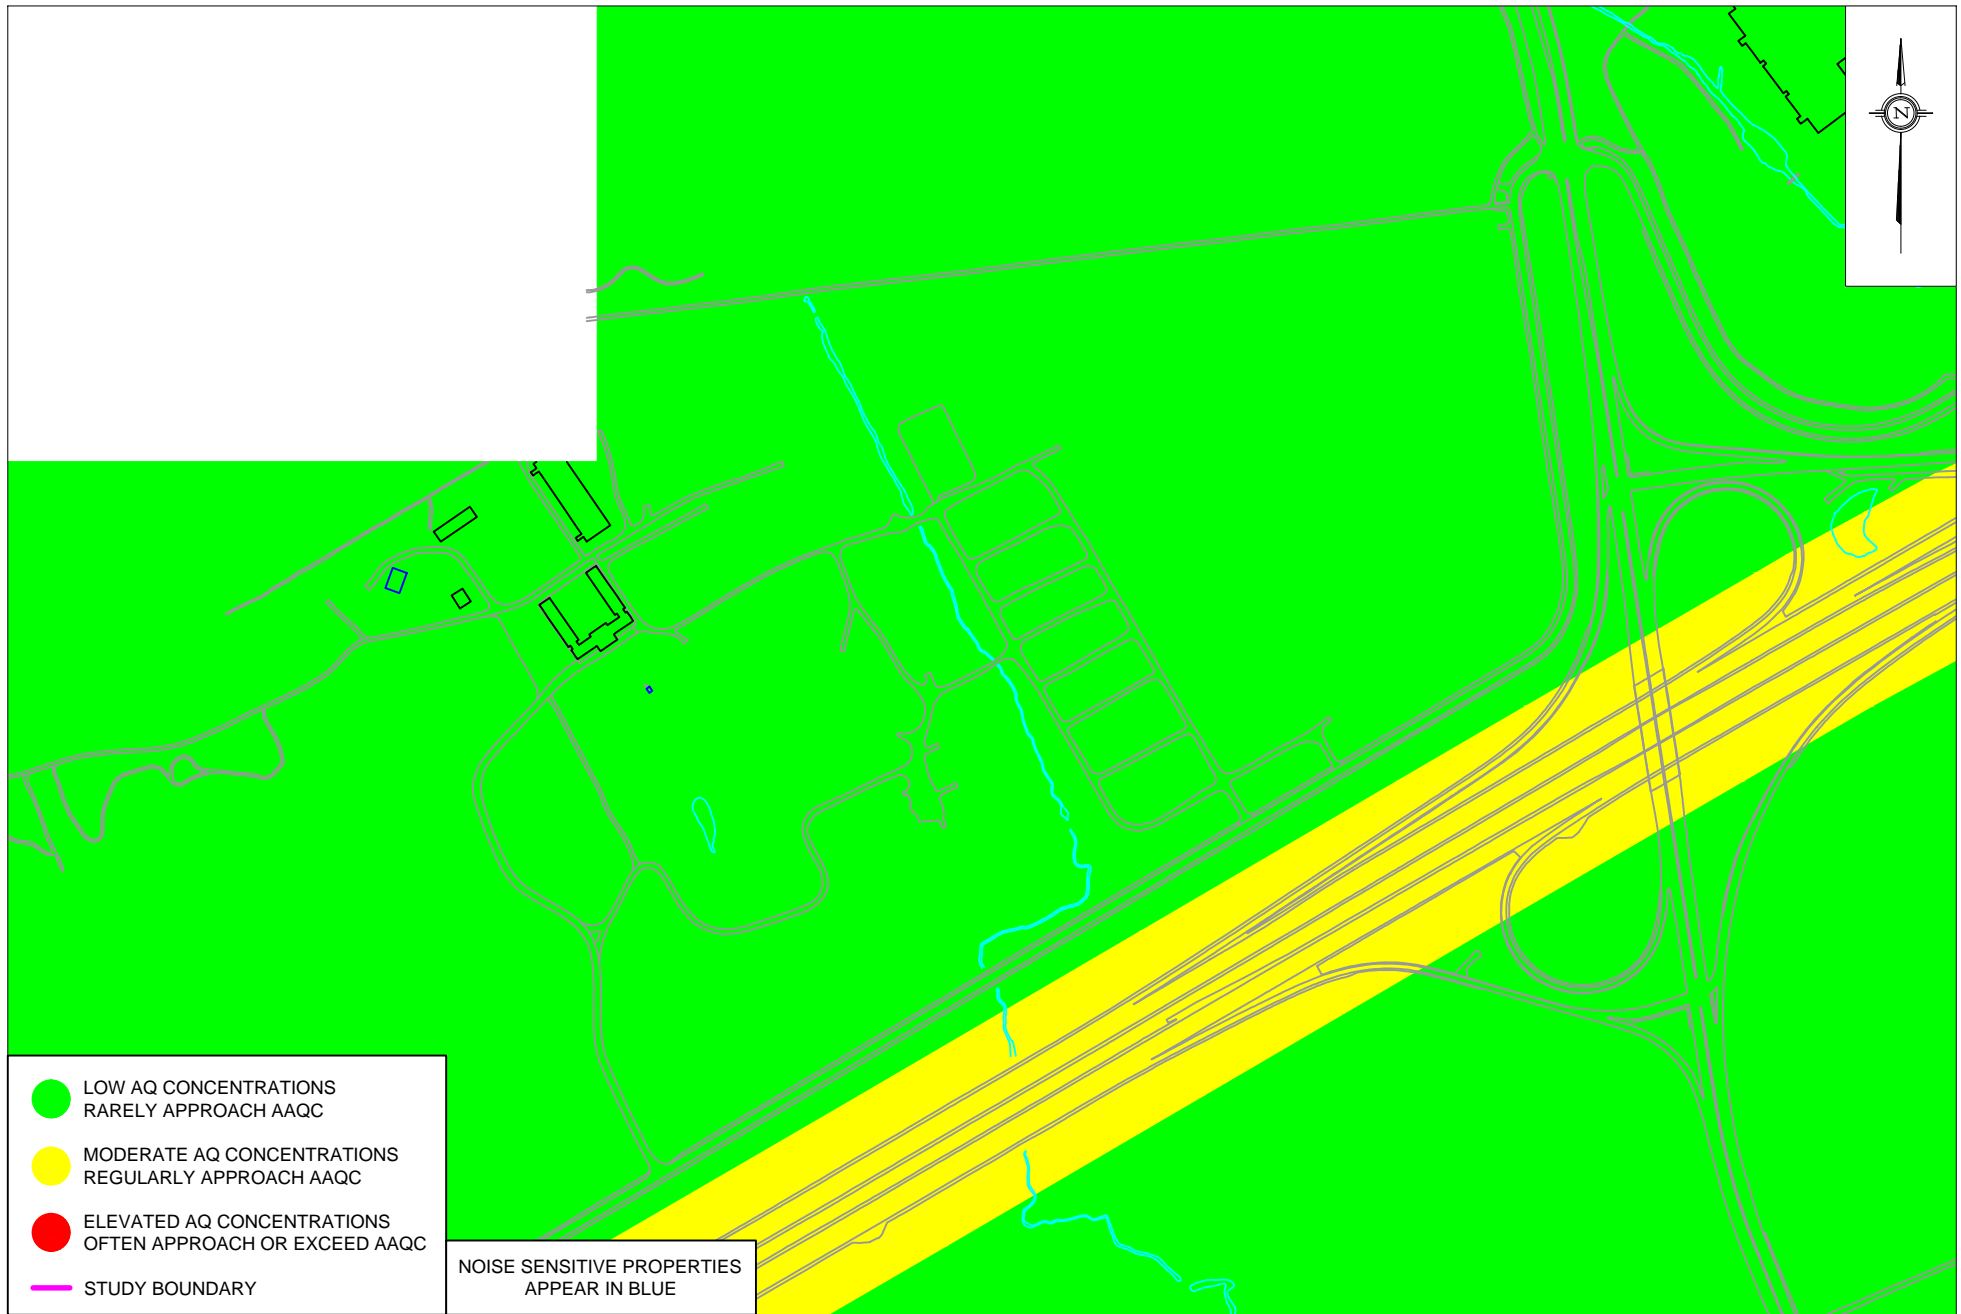 N
LOW AQ CONCENTRATIONS
RARELY APPROACH AAQC
MODERATE AQ CONCENTRATIONS
REGULARLY APPROACH AAQC
ELEVATED AQ CONCENTRATIONS
OFTEN APPROACH OR EXCEED AAQC
STUDY BOUNDARY
NOISE SENSITIVE PROPERTIES
APPEAR IN BLUE